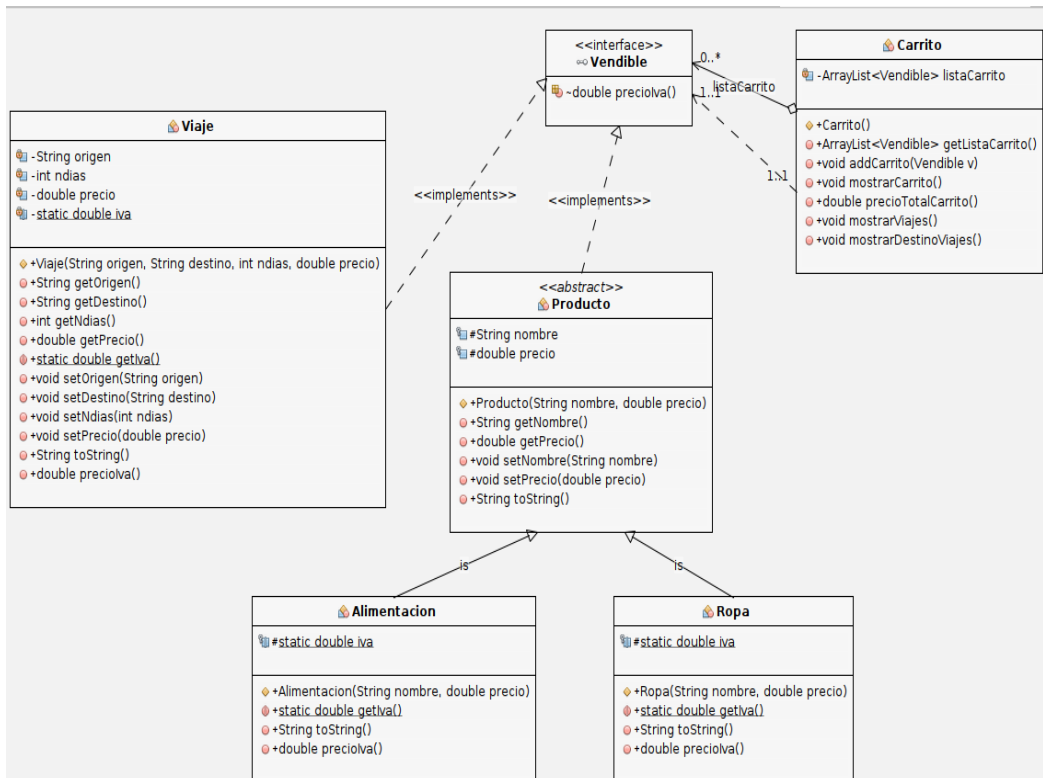 <<interface>>
Vendible
~double precioIva()
Carrito
-ArrayList<Vendible> listaCarrito
+Carrito()
+ArrayList<Vendible> getListaCarrito()
+void addCarrito(Vendible v)
+void mostrarCarrito()
+double precioTotalCarrito()
+void mostrarViajes()
+void mostrarDestinoViajes()
0..*
listaCarrito
1..1
1..1
Viaje
-String origen
-int ndias
-double precio
-static double iva
+Viaje(String origen, String destino, int ndias, double precio)
+String getOrigen()
+String getDestino()
+int getNdias()
+double getPrecio()
+static double getIva()
+void setOrigen(String origen)
+void setDestino(String destino)
+void setNdias(int ndias)
+void setPrecio(double precio)
+String toString()
+double precioIva()
<<implements>>
<<implements>>
<<abstract>>
Producto
#String nombre
#double precio
+Producto(String nombre, double precio)
+String getNombre()
+double getPrecio()
+void setNombre(String nombre)
+void setPrecio(double precio)
+String toString()
is
is
Alimentacion
#static double iva
+Alimentacion(String nombre, double precio)
+static double getIva()
+String toString()
+double precioIva()
Ropa
#static double iva
+Ropa(String nombre, double precio)
+static double getIva()
+String toString()
+double precioIva()